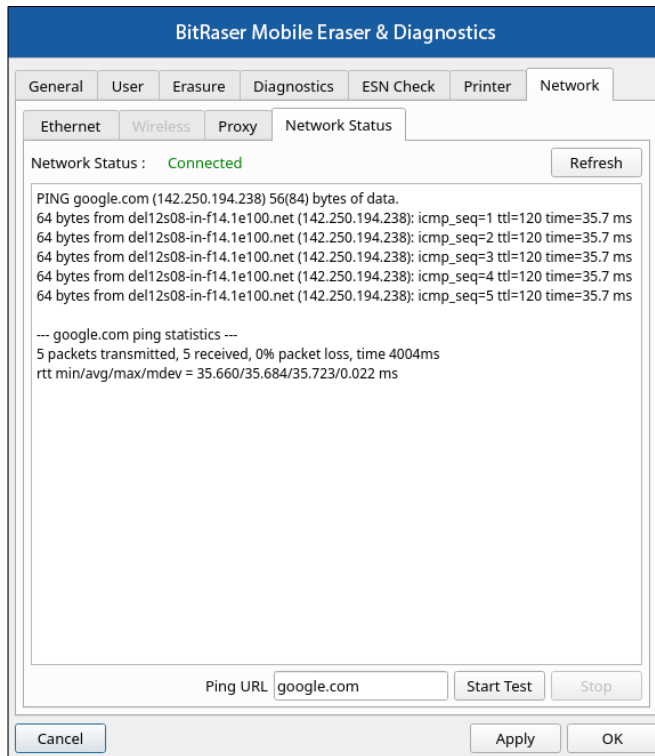 BitRaser Mobile Eraser & Diagnostics
General User Erasure Diagnostics ESN Check Printer Network
Ethernet Wireless Proxy Network Status
Network Status : Connected Refresh
PING google.com (142.250.194.238) 56(84) bytes of data.
64 bytes from del12s08-in-f14.1e100.net (142.250.194.238): icmp_seq=1 ttl=120 time=35.7 ms
64 bytes from del12s08-in-f14.1e100.net (142.250.194.238): icmp_seq=2 ttl=120 time=35.7 ms
64 bytes from del12s08-in-f14.1e100.net (142.250.194.238): icmp_seq=3 ttl=120 time=35.7 ms
64 bytes from del12s08-in-f14.1e100.net (142.250.194.238): icmp_seq=4 ttl=120 time=35.7 ms
64 bytes from del12s08-in-f14.1e100.net (142.250.194.238): icmp_seq=5 ttl=120 time=35.7 ms
--- google.com ping statistics ---
5 packets transmitted, 5 received, 0% packet loss, time 4004ms
rtt min/avg/max/mdev = 35.660/35.684/35.723/0.022 ms
Ping URL google.com Start Test Stop
Cancel Apply OK